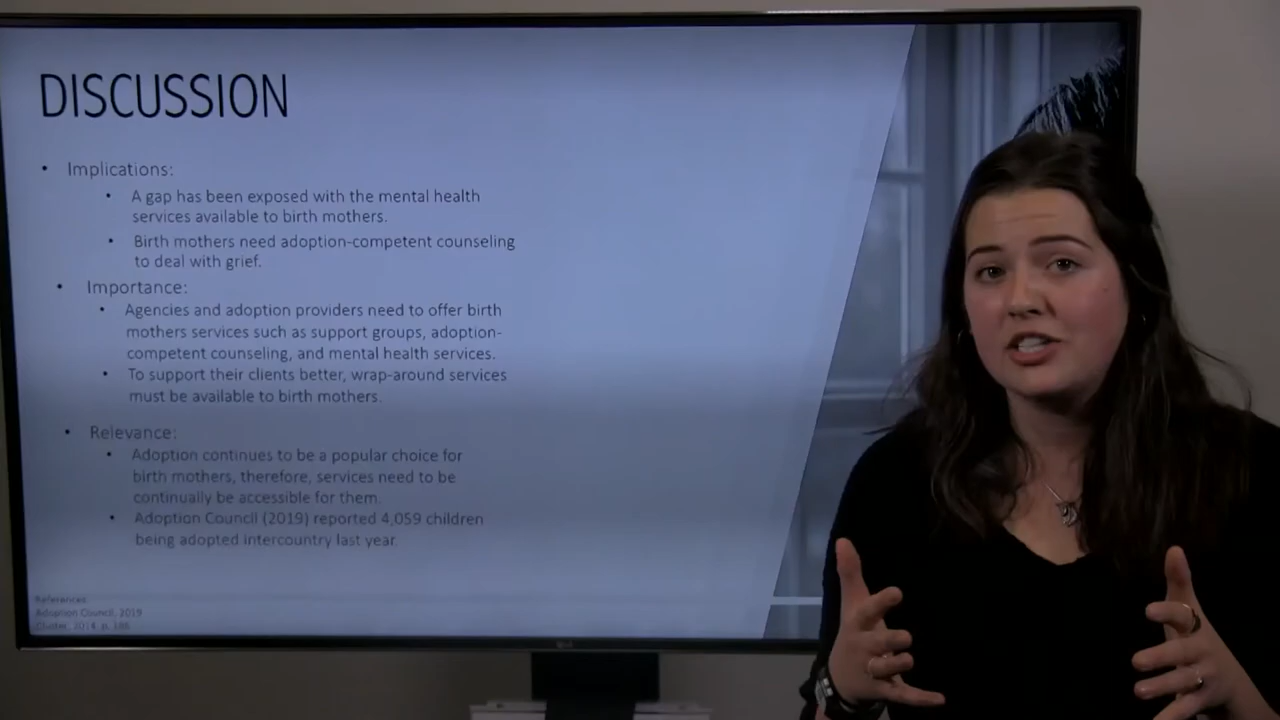 DISCUSSION
• Implications:
• A gap has been exposed with the mental health
services available to birth mothers.
• Birth mothers need adoption-competent counseling
to deal with grief.
• Importance:
• Agencies and adoption providers need to offer birth
mothers services such as support groups, adoption-
competent counseling, and mental health services.
• To support their clients better, wrap-around services
must be available to birth mothers.
• Relevance:
• Adoption continues to be a popular choice for
birth mothers, therefore, services need to be
continually be accessible for them.
• Adoption Council (2019) reported 4,059 children
being adopted intercountry last year.
References:
Adoption Council, 2019
2014, p.